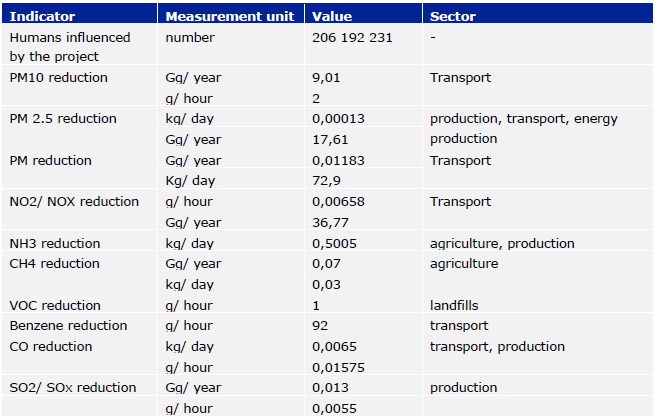 Indicator Measurement unit Value Sector
Humans influenced number 206 192 231 -
by the project
PM10 reduction Gg/ year 9,01 Transport
g/ hour 2
PM 2.5 reduction kg/ day 0,00013 production, transport, energy
Gg/ year 17,61 production
PM reduction Gg/ year 0,01183 Transport
Kg/ day 72,9
NO2/ NOX reduction g/ hour 0,00658 Transport
Gg/ year 36,77
NH3 reduction kg/ day 0,5005 agriculture, production
CH4 reduction Gg/ year 0,07 agriculture
kg/ day 0,03
VOC reduction g/ hour 1 landfills
Benzene reduction g/ hour 92 transport
CO reduction kg/ day 0,0065 transport, production
g/ hour 0,01575
SO2/ SOx reduction Gg/ year 0,013 production
g/ hour 0,0055